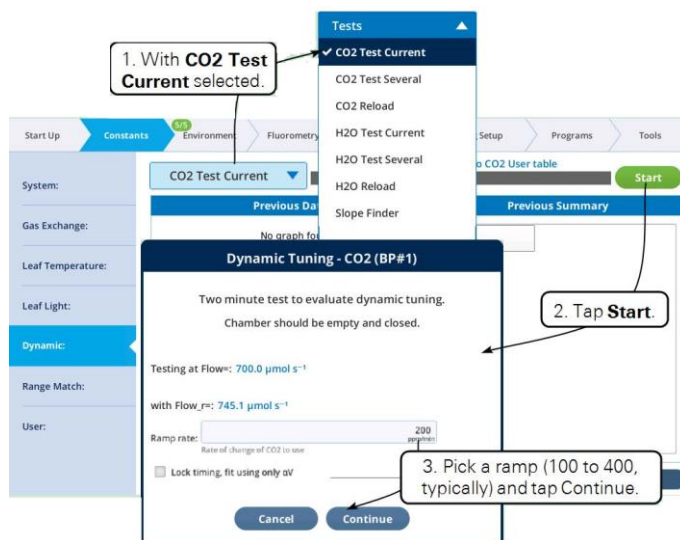 Tests
✓ CO2 Test Current
CO2 Test Several
CO2 Reload
H2O Test Current
H2O Test Several
H2O Reload
Slope Finder
1. With CO2 Test
Current selected.
Start Up
Constants
5/5
Environment
Fluorometry
Setup
Programs
Tools
System:
Gas Exchange:
Leaf Temperature:
Leaf Light:
Dynamic:
Range Match:
User:
CO2 Test Current
o CO2 User table
Start
Previous Da
Previous Summary
No graph fo
2. Tap Start.
Dynamic Tuning - CO2 (BP#1)
Two minute test to evaluate dynamic tuning.
Chamber should be empty and closed.
Testing at Flow=: 700.0 µmol s⁻¹
with Flow_r=: 745.1 µmol s⁻¹
Ramp rate:
200
ppm/min
Rate of change of CO2 to use
Lock timing, fit using only αV
3. Pick a ramp (100 to 400,
typically) and tap Continue.
Cancel
Continue